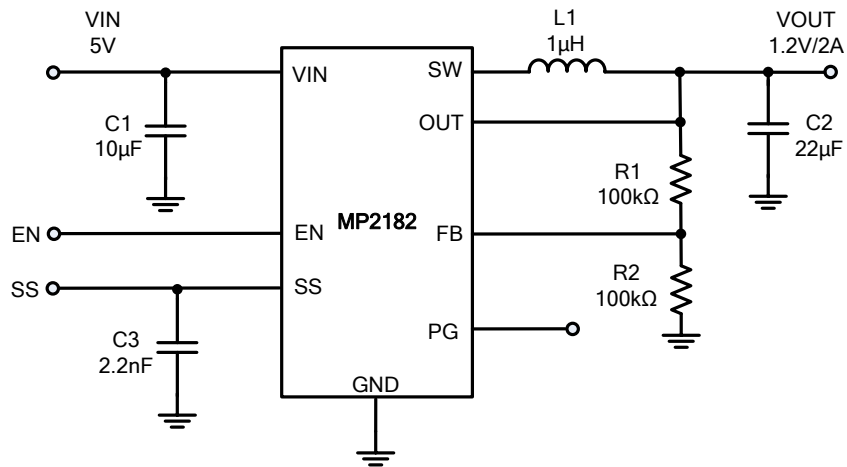 VIN
5V
L1
1µH
VOUT
1.2V/2A
VIN
SW
C1
10µF
OUT
C2
22µF
R1
100kΩ
MP2182
EN
EN
FB
SS
SS
R2
100kΩ
PG
C3
2.2nF
GND